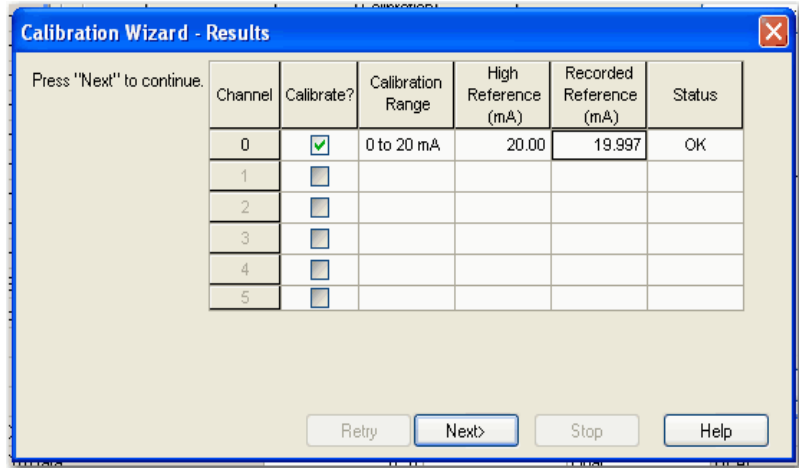 Calibration Wizard - Results
Press "Next" to continue.
Channel Calibrate? Calibration Range High Reference (mA) Recorded Reference (mA) Status
0 0 to 20 mA 20.00 19.997 OK
1
2
3
4
5
Retry Next> Stop Help